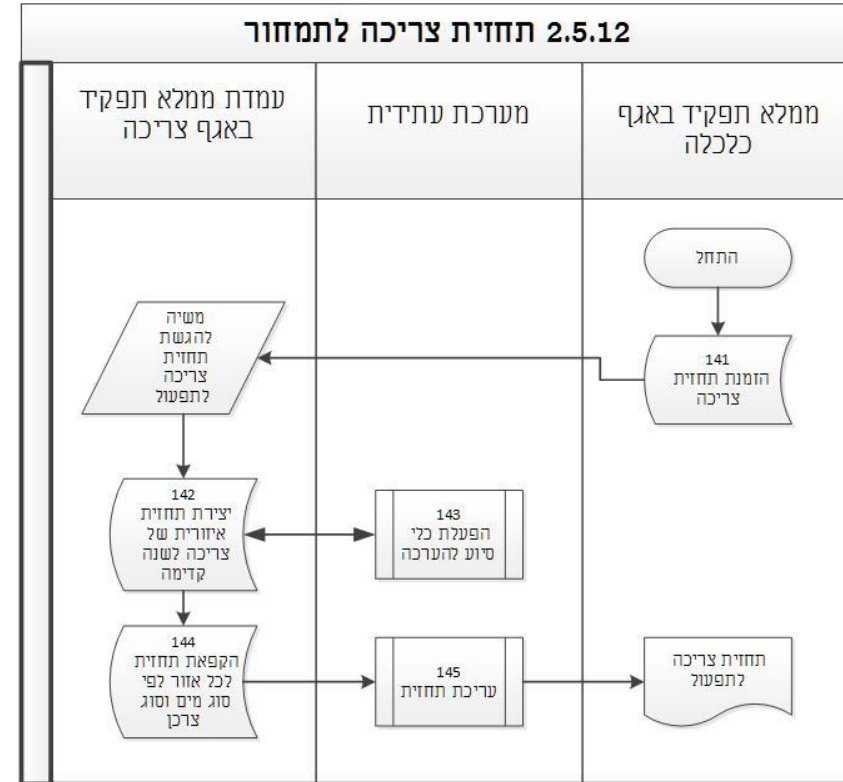 2.5.12 תחזית צריכה לתמחור
ממלא תפקיד באגף
כלכלה
מערכת עתידית
עמדת ממלא תפקיד
באגף צריכה
התחל
141
הזמנת תחזית
צריכה
משיה
להגשת
תחזית
צריכה
לתפעול
142
יצירת תחזית
איזורית של
צריכה לשנה
קדימה
143
הפעלת כלי
סיוע להערכה
144
הקפאת תחזית
לכל אזור לפי
סוג מים וסוג
צרכן
145
עריכת תחזית
תחזית צריכה
לתפעול